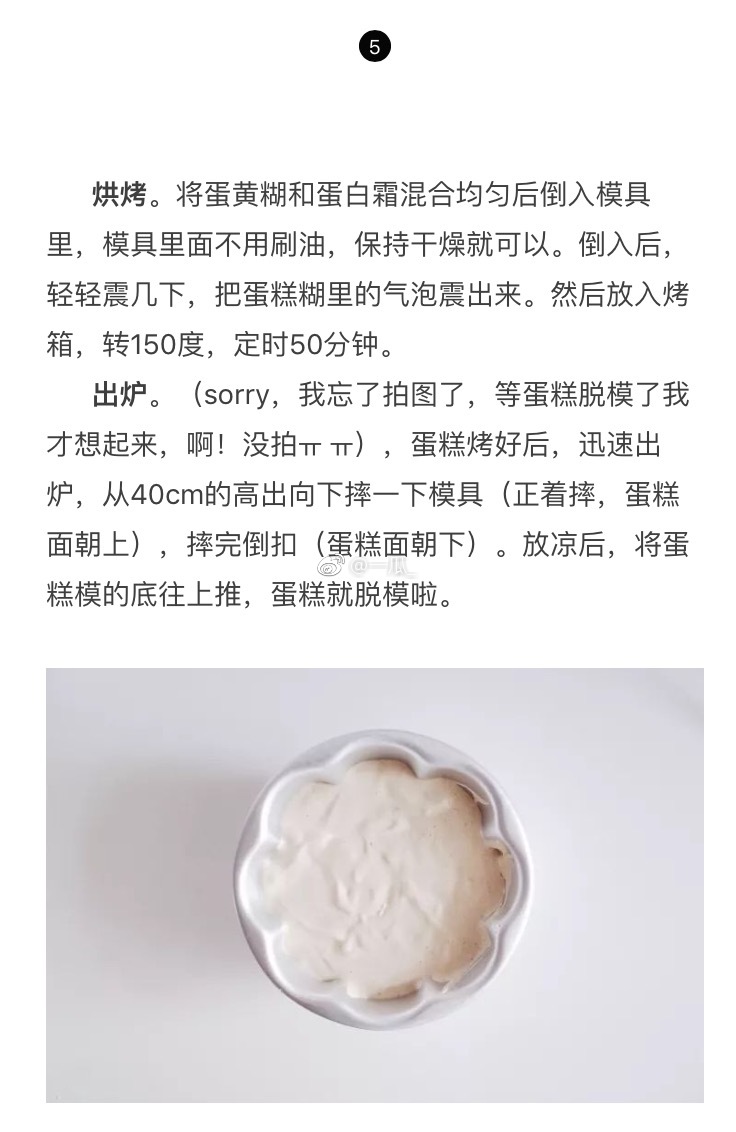 5
烘烤。将蛋黄糊和蛋白霜混合均匀后倒入模具
里，模具里面不用刷油，保持干燥就可以。倒入后，
轻轻震几下，把蛋糕糊里的气泡震出来。然后放入烤
箱，转150度，定时50分钟。
出炉。（sorry，我忘了拍图了，等蛋糕脱模了我
才想起来，啊！没拍ㅠ ㅠ），蛋糕烤好后，迅速出
炉，从40cm的高出向下摔一下模具（正着摔，蛋糕
面朝上），摔完倒扣（蛋糕面朝下）。放凉后，将蛋
@一瓜_
糕模的底往上推，蛋糕就脱模啦。